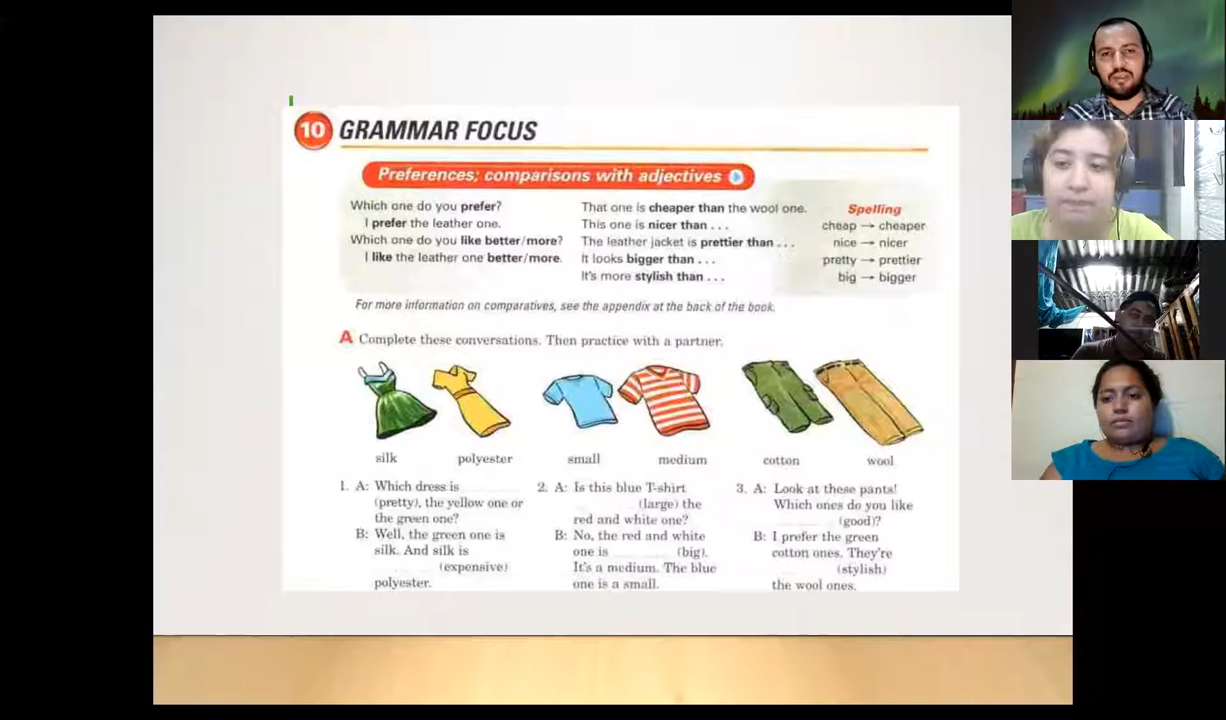 10 GRAMMAR FOCUS
Preferences; comparisons with adjectives
Which one do you prefer?
I prefer the leather one.
Which one do you like better/more?
I like the leather one better/more.
That one is cheaper than the wool one.
This one is nicer than . . .
The leather jacket is prettier than . . .
It looks bigger than . . .
It's more stylish than . . .
Spelling
cheap → cheaper
nice → nicer
pretty → prettier
big → bigger
For more information on comparatives, see the appendix at the back of the book.
A Complete these conversations. Then practice with a partner.
silk
polyester
small
medium
cotton
wool
1. A: Which dress is
(pretty), the yellow one or
the green one?
B: Well, the green one is
silk. And silk is
(expensive)
polyester.
2. A: Is this blue T-shirt
(large) the
red and white one?
B: No, the red and white
one is (big).
It's a medium. The blue
one is a small.
3. A: Look at these pants!
Which ones do you like
(good)?
B: I prefer the green
cotton ones. They're
(stylish)
the wool ones.